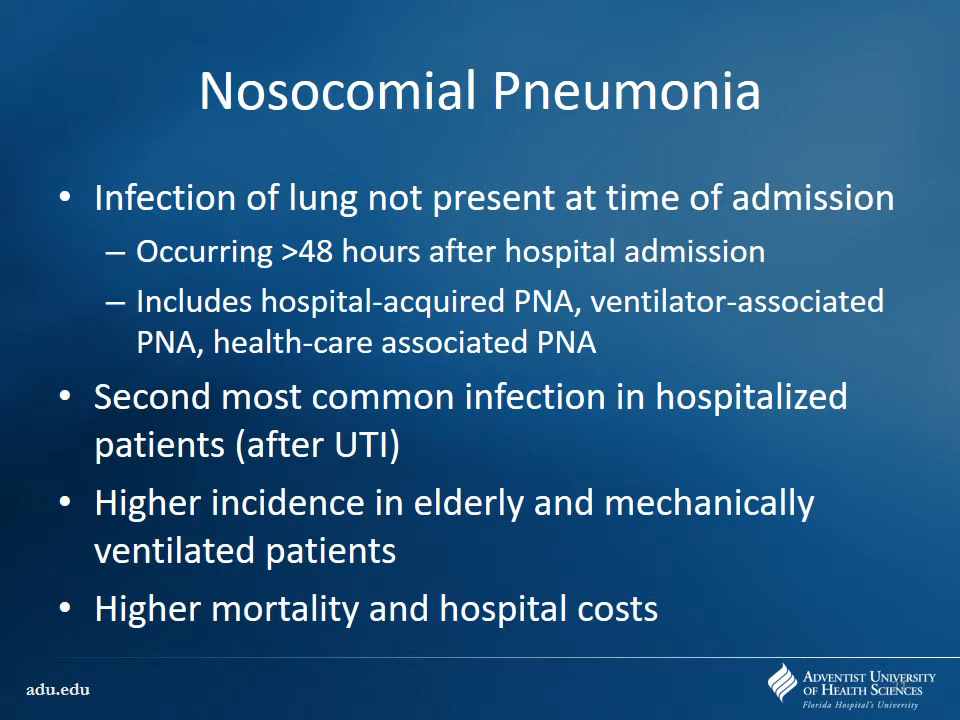 Nosocomial Pneumonia
• Infection of lung not present at time of admission
– Occurring >48 hours after hospital admission
– Includes hospital-acquired PNA, ventilator-associated
PNA, health-care associated PNA
• Second most common infection in hospitalized
patients (after UTI)
• Higher incidence in elderly and mechanically
ventilated patients
• Higher mortality and hospital costs
adu.edu
ADVENTIST UNIVERSITY
OF HEALTH SCIENCES
Florida Hospital's University